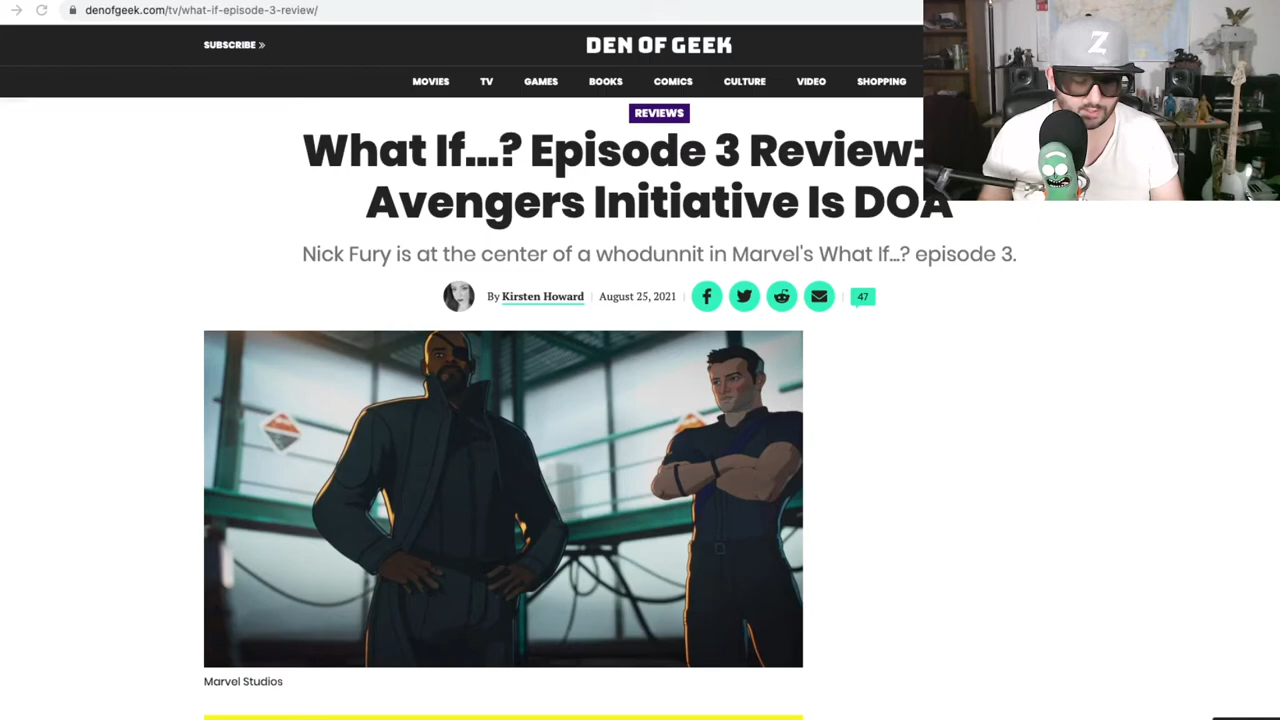 denofgeek.com/tv/what-if-episode-3-review/
SUBSCRIBE »
DEN OF GEEK
MOVIES TV GAMES BOOKS COMICS CULTURE VIDEO SHOPPING
REVIEWS
What If...? Episode 3 Review:
Avengers Initiative Is DOA
Nick Fury is at the center of a whodunnit in Marvel's What If...? episode 3.
By Kirsten Howard | August 25, 2021 | 47
Marvel Studios
Z